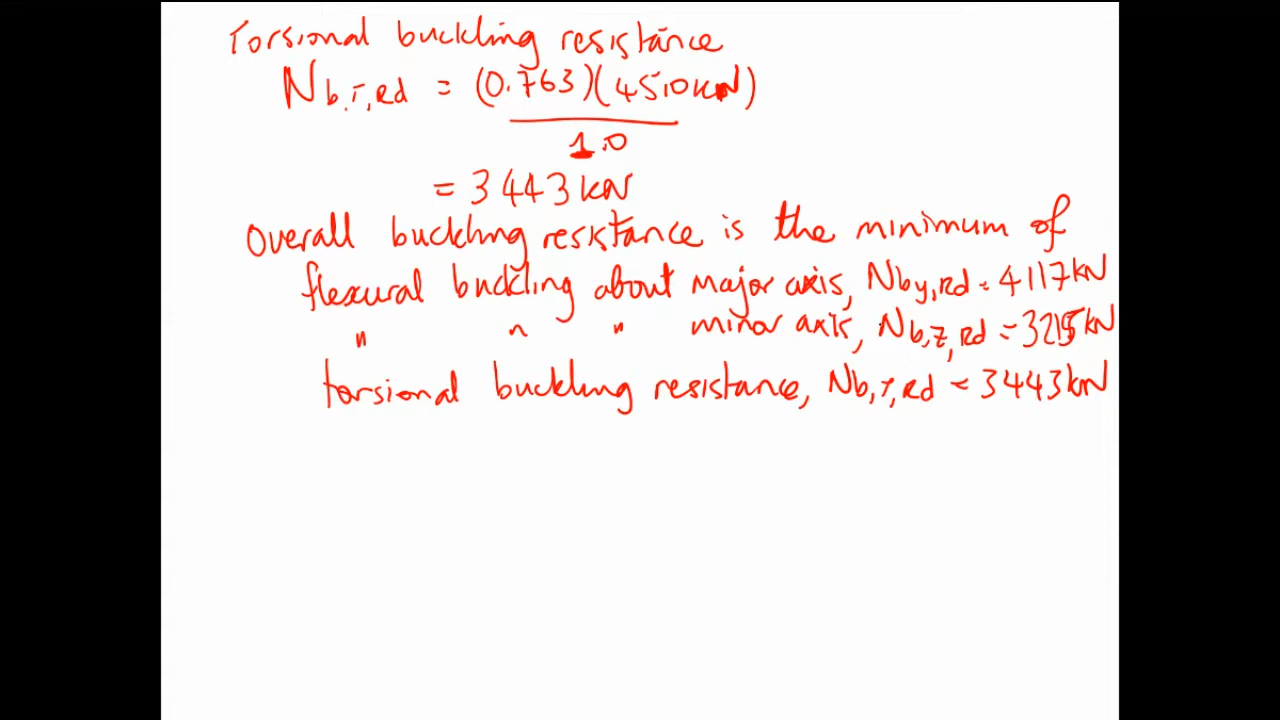 Torsional buckling resistance
Nb,T,Rd = (0.763)(4510kN)
1.0
= 3443 kN
Overall buckling resistance is the minimum of
flexural buckling about major axis, Nby,Rd = 4117kN
" " " minor axis, Nb,z,Rd = 3215kN
torsional buckling resistance, Nb,T,Rd = 3443kN